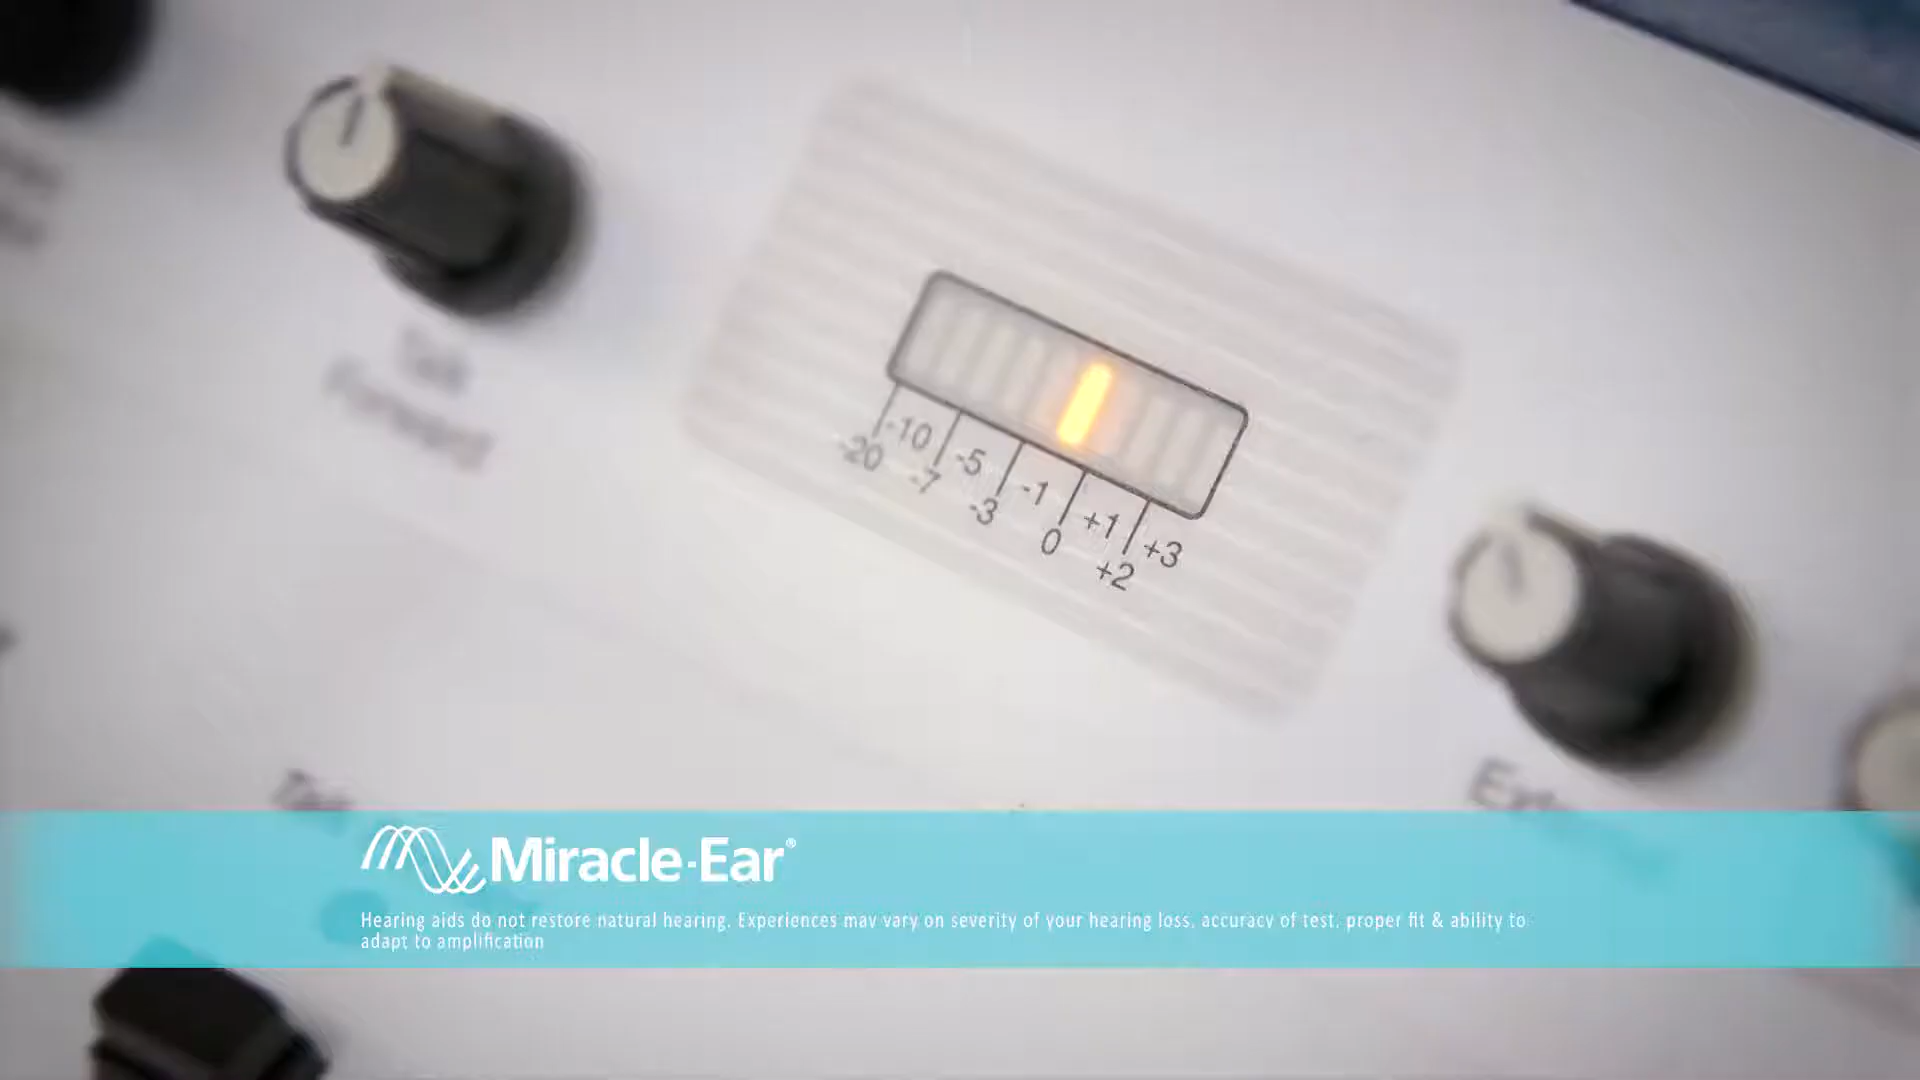 Talk
Forward
-10 -5 -1 +1 +3
-20 -7 -3 0 +2
Miracle-Ear®
Hearing aids do not restore natural hearing. Experiences may vary on severity of your hearing loss, accuracy of test, proper fit & ability to
adapt to amplification